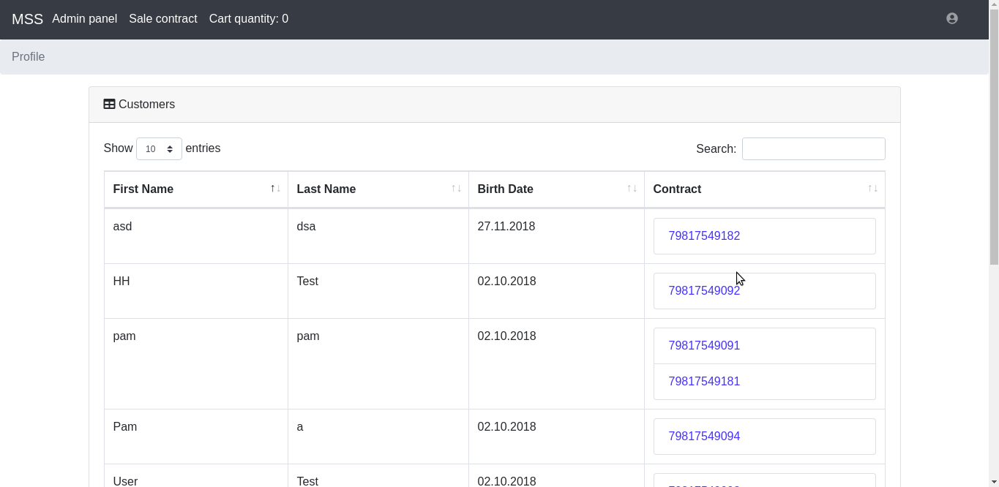 MSS Admin panel Sale contract Cart quantity: 0
Profile
Customers
Show 10 entries Search:
First Name ↑↓ Last Name ↑↓ Birth Date ↑↓ Contract ↑↓
asd dsa 27.11.2018 79817549182
HH Test 02.10.2018 79817549092
pam pam 02.10.2018 79817549091
79817549181
Pam a 02.10.2018 79817549094
User Test 02.10.2018